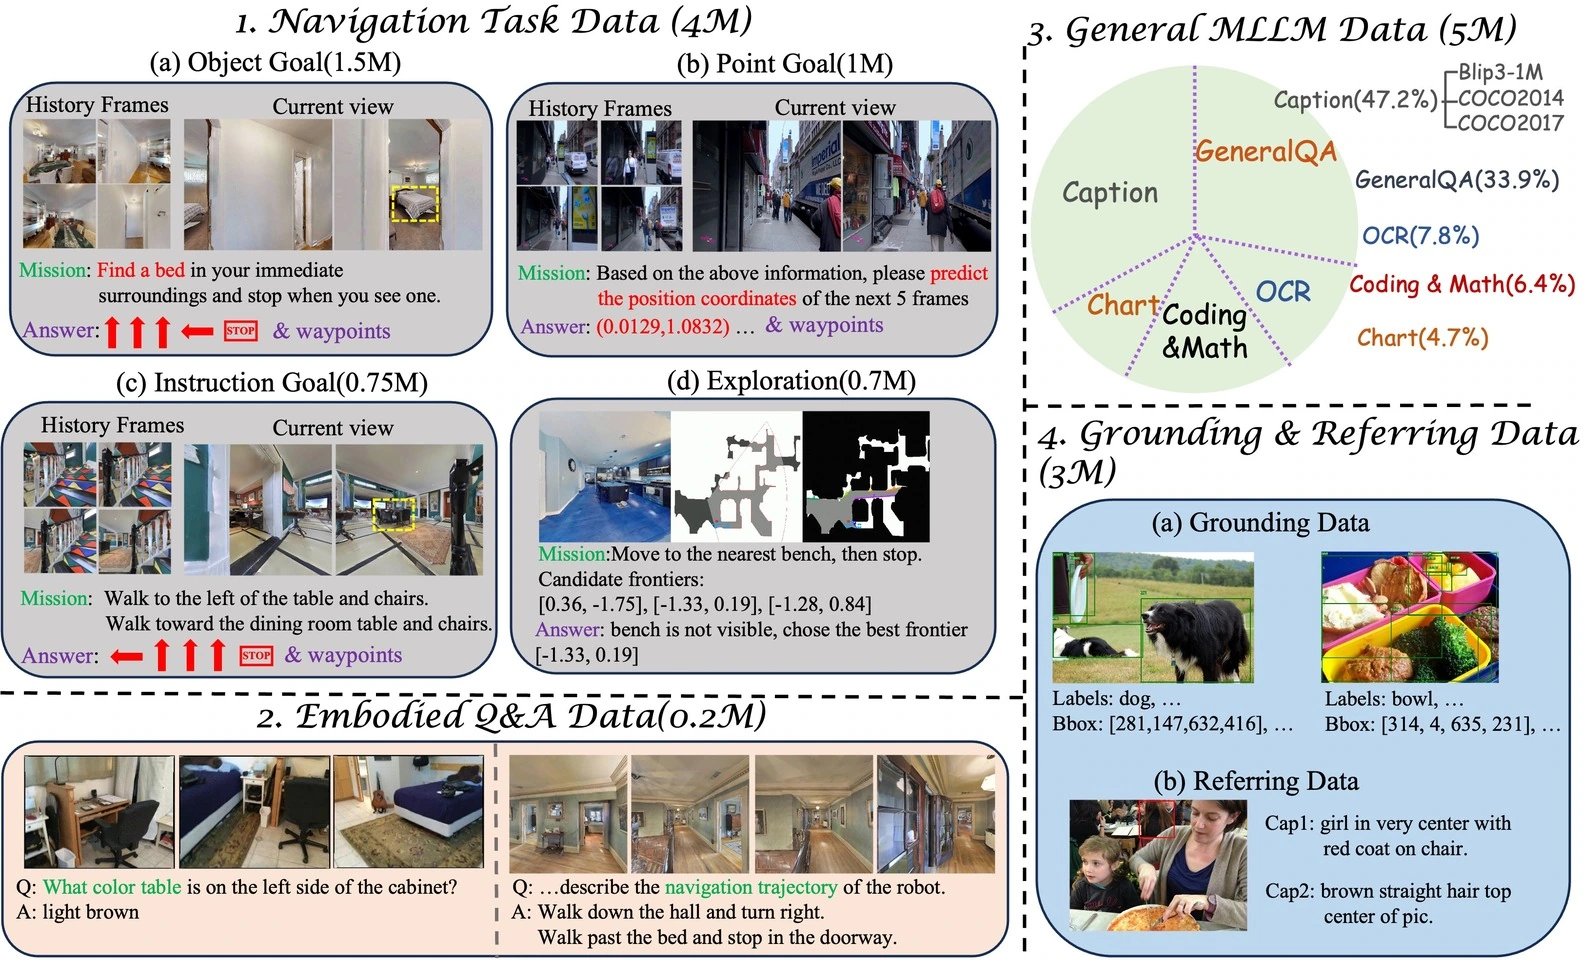 1. Navigation Task Data (4M)
(a) Object Goal(1.5M)
History Frames
Current view
Mission: Find a bed in your immediate
surroundings and stop when you see one.
Answer: STOP & waypoints
(b) Point Goal(1M)
History Frames
Current view
Imperial
Mission: Based on the above information, please predict
the position coordinates of the next 5 frames
Answer: (0.0129,1.0832) … & waypoints
(c) Instruction Goal(0.75M)
History Frames
Current view
Mission: Walk to the left of the table and chairs.
Walk toward the dining room table and chairs.
Answer: STOP & waypoints
(d) Exploration(0.7M)
Mission:Move to the nearest bench, then stop.
Candidate frontiers:
[0.36, -1.75], [-1.33, 0.19], [-1.28, 0.84]
Answer: bench is not visible, chose the best frontier
[-1.33, 0.19]
2. Embodied Q&A Data(0.2M)
Q: What color table is on the left side of the cabinet?
A: light brown
Q: …describe the navigation trajectory of the robot.
A: Walk down the hall and turn right.
Walk past the bed and stop in the doorway.
3. General MLLM Data (5M)
Caption
GeneralQA
OCR
Coding
&Math
Chart
Caption(47.2%)
Blip3-1M
COCO2014
COCO2017
GeneralQA(33.9%)
OCR(7.8%)
Coding & Math(6.4%)
Chart(4.7%)
4. Grounding & Referring Data
(3M)
(a) Grounding Data
Labels: dog, …
Bbox: [281,147,632,416], …
Labels: bowl, …
Bbox: [314, 4, 635, 231], …
(b) Referring Data
Cap1: girl in very center with
red coat on chair.
Cap2: brown straight hair top
center of pic.